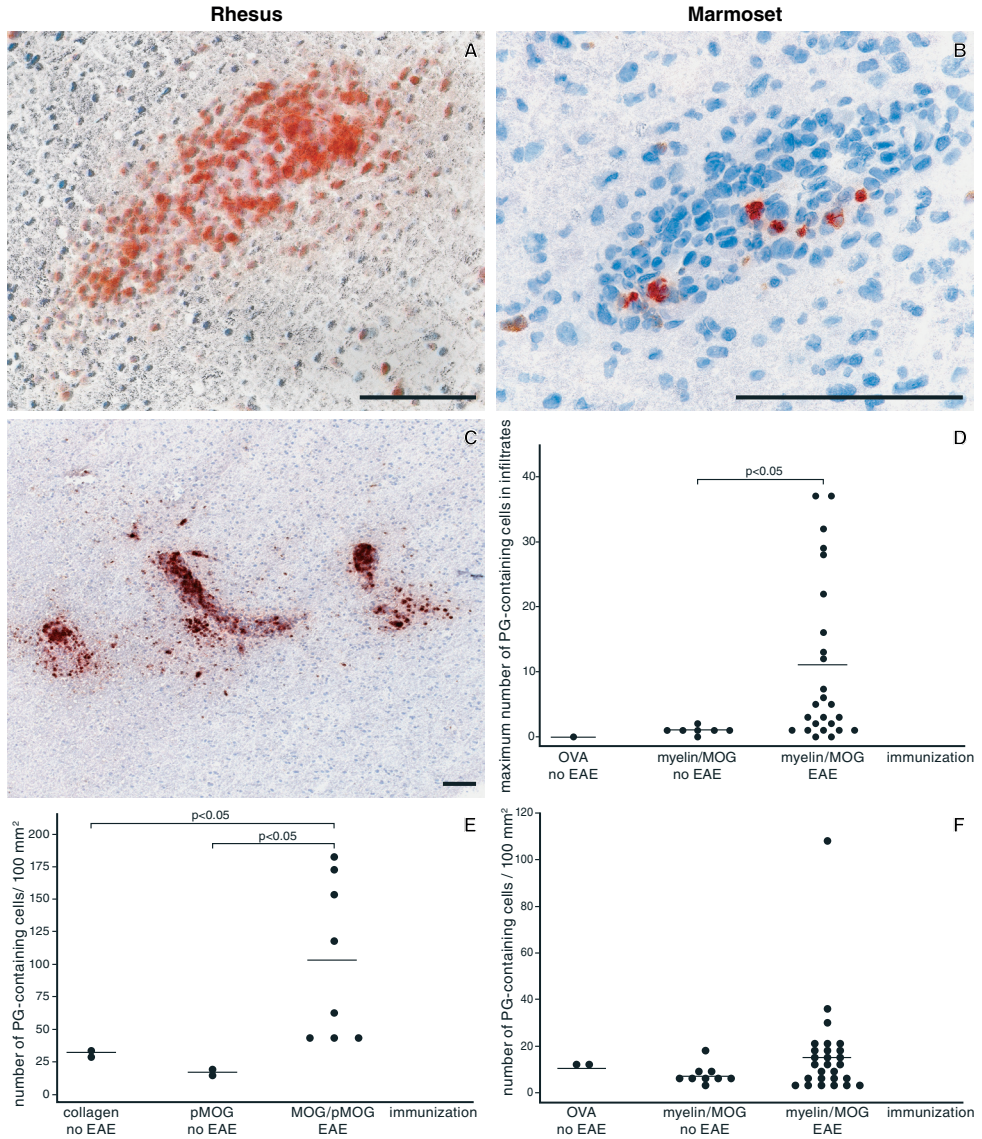 Rhesus
Marmoset
A
B
C
D
maximum number of PG-containing cells in infiltrates
40
30
20
10
0
p<0.05
OVA
no EAE
myelin/MOG
no EAE
myelin/MOG
EAE
immunization
E
number of PG-containing cells/ 100 mm²
200
175
150
125
100
75
50
25
0
p<0.05
p<0.05
collagen
no EAE
pMOG
no EAE
MOG/pMOG
EAE
immunization
F
number of PG-containing cells / 100 mm²
120
100
80
60
40
20
0
OVA
no EAE
myelin/MOG
no EAE
myelin/MOG
EAE
immunization